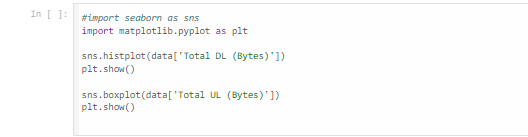 In [ ]:
#import seaborn as sns
import matplotlib.pyplot as plt
sns.histplot(data['Total DL (Bytes)'])
plt.show()
sns.boxplot(data['Total UL (Bytes)'])
plt.show()